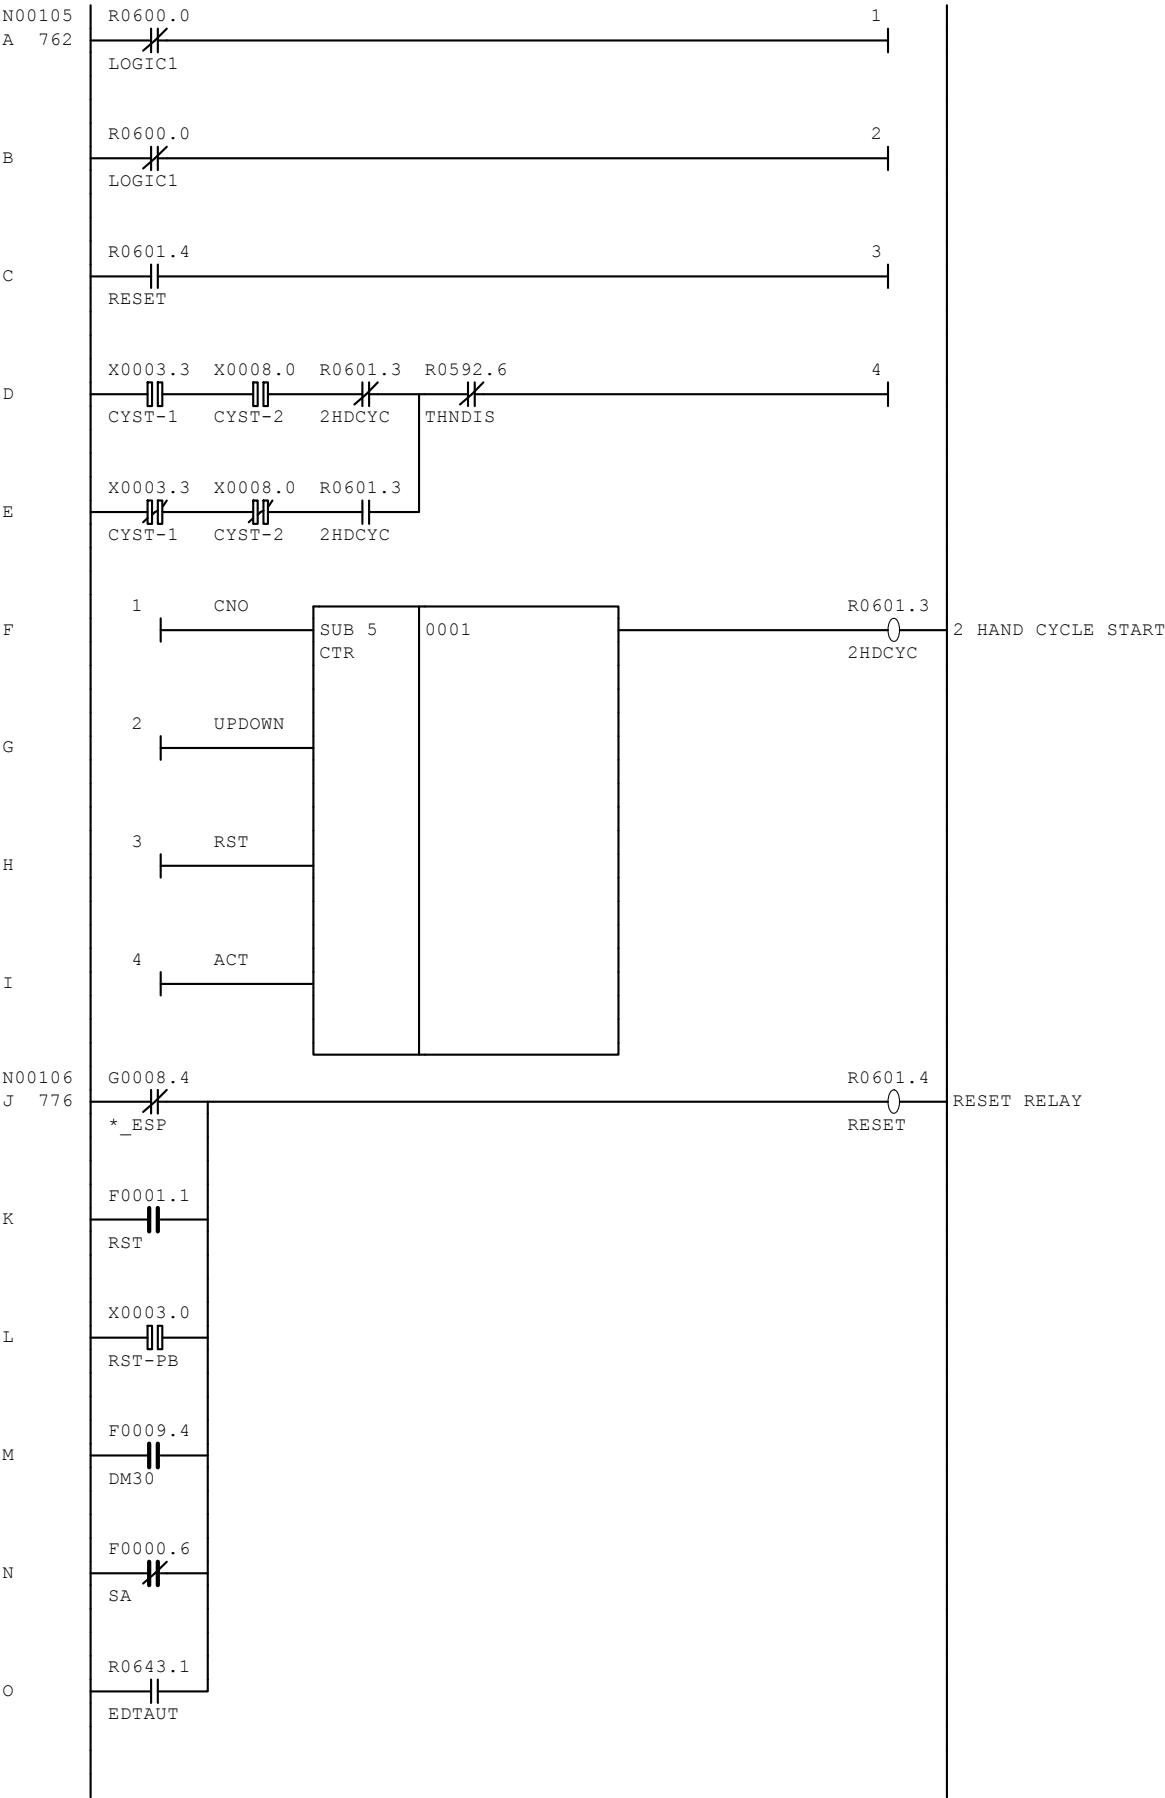 N00105 R0600.0 1
A 762
LOGIC1
R0600.0 2
B
LOGIC1
R0601.4 3
C
RESET
X0003.3 X0008.0 R0601.3 R0592.6 4
D
CYST-1 CYST-2 2HDCYC THNDIS
X0003.3 X0008.0 R0601.3
E
CYST-1 CYST-2 2HDCYC
1 CNO R0601.3
F SUB 5 0001 2 HAND CYCLE START
CTR 2HDCYC
2 UPDOWN
G
3 RST
H
4 ACT
I
N00106 G0008.4 R0601.4
J 776 RESET RELAY
*_ESP RESET
F0001.1
K
RST
X0003.0
L
RST-PB
F0009.4
M
DM30
F0000.6
N
SA
R0643.1
O
EDTAUT